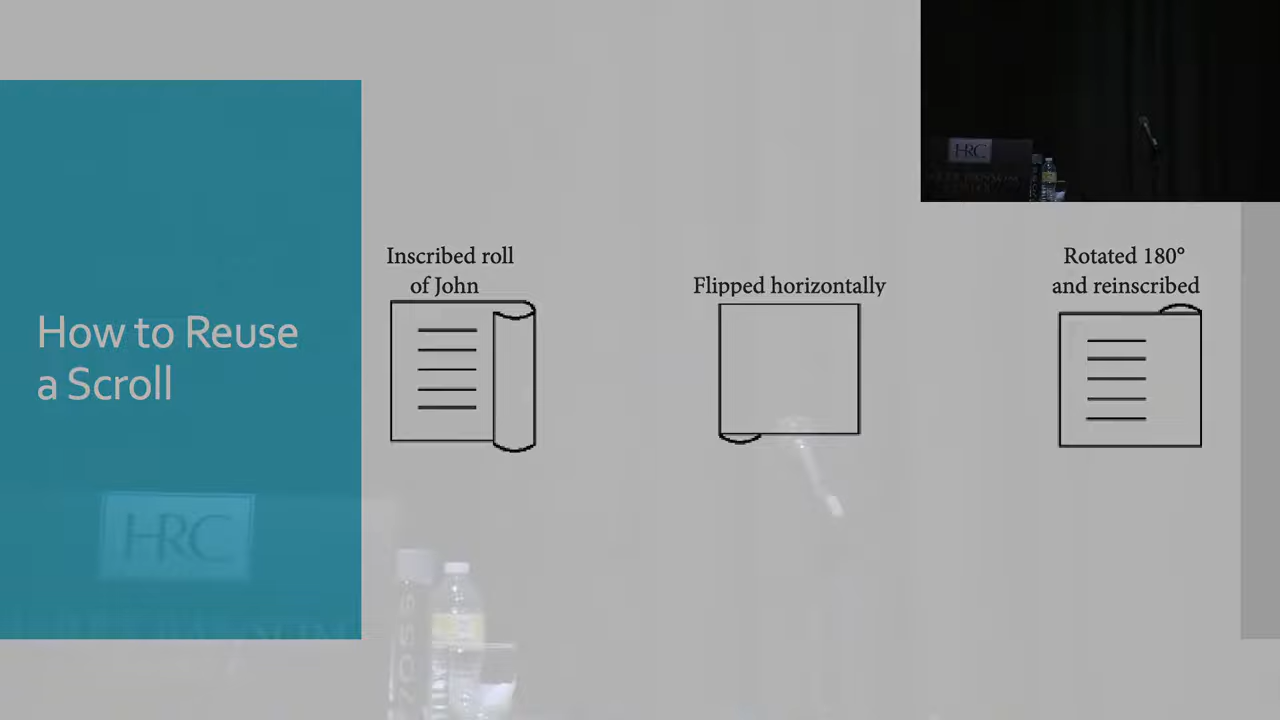 How to Reuse
a Scroll
Inscribed roll
of John
Flipped horizontally
Rotated 180°
and reinscribed
HRC
HRC